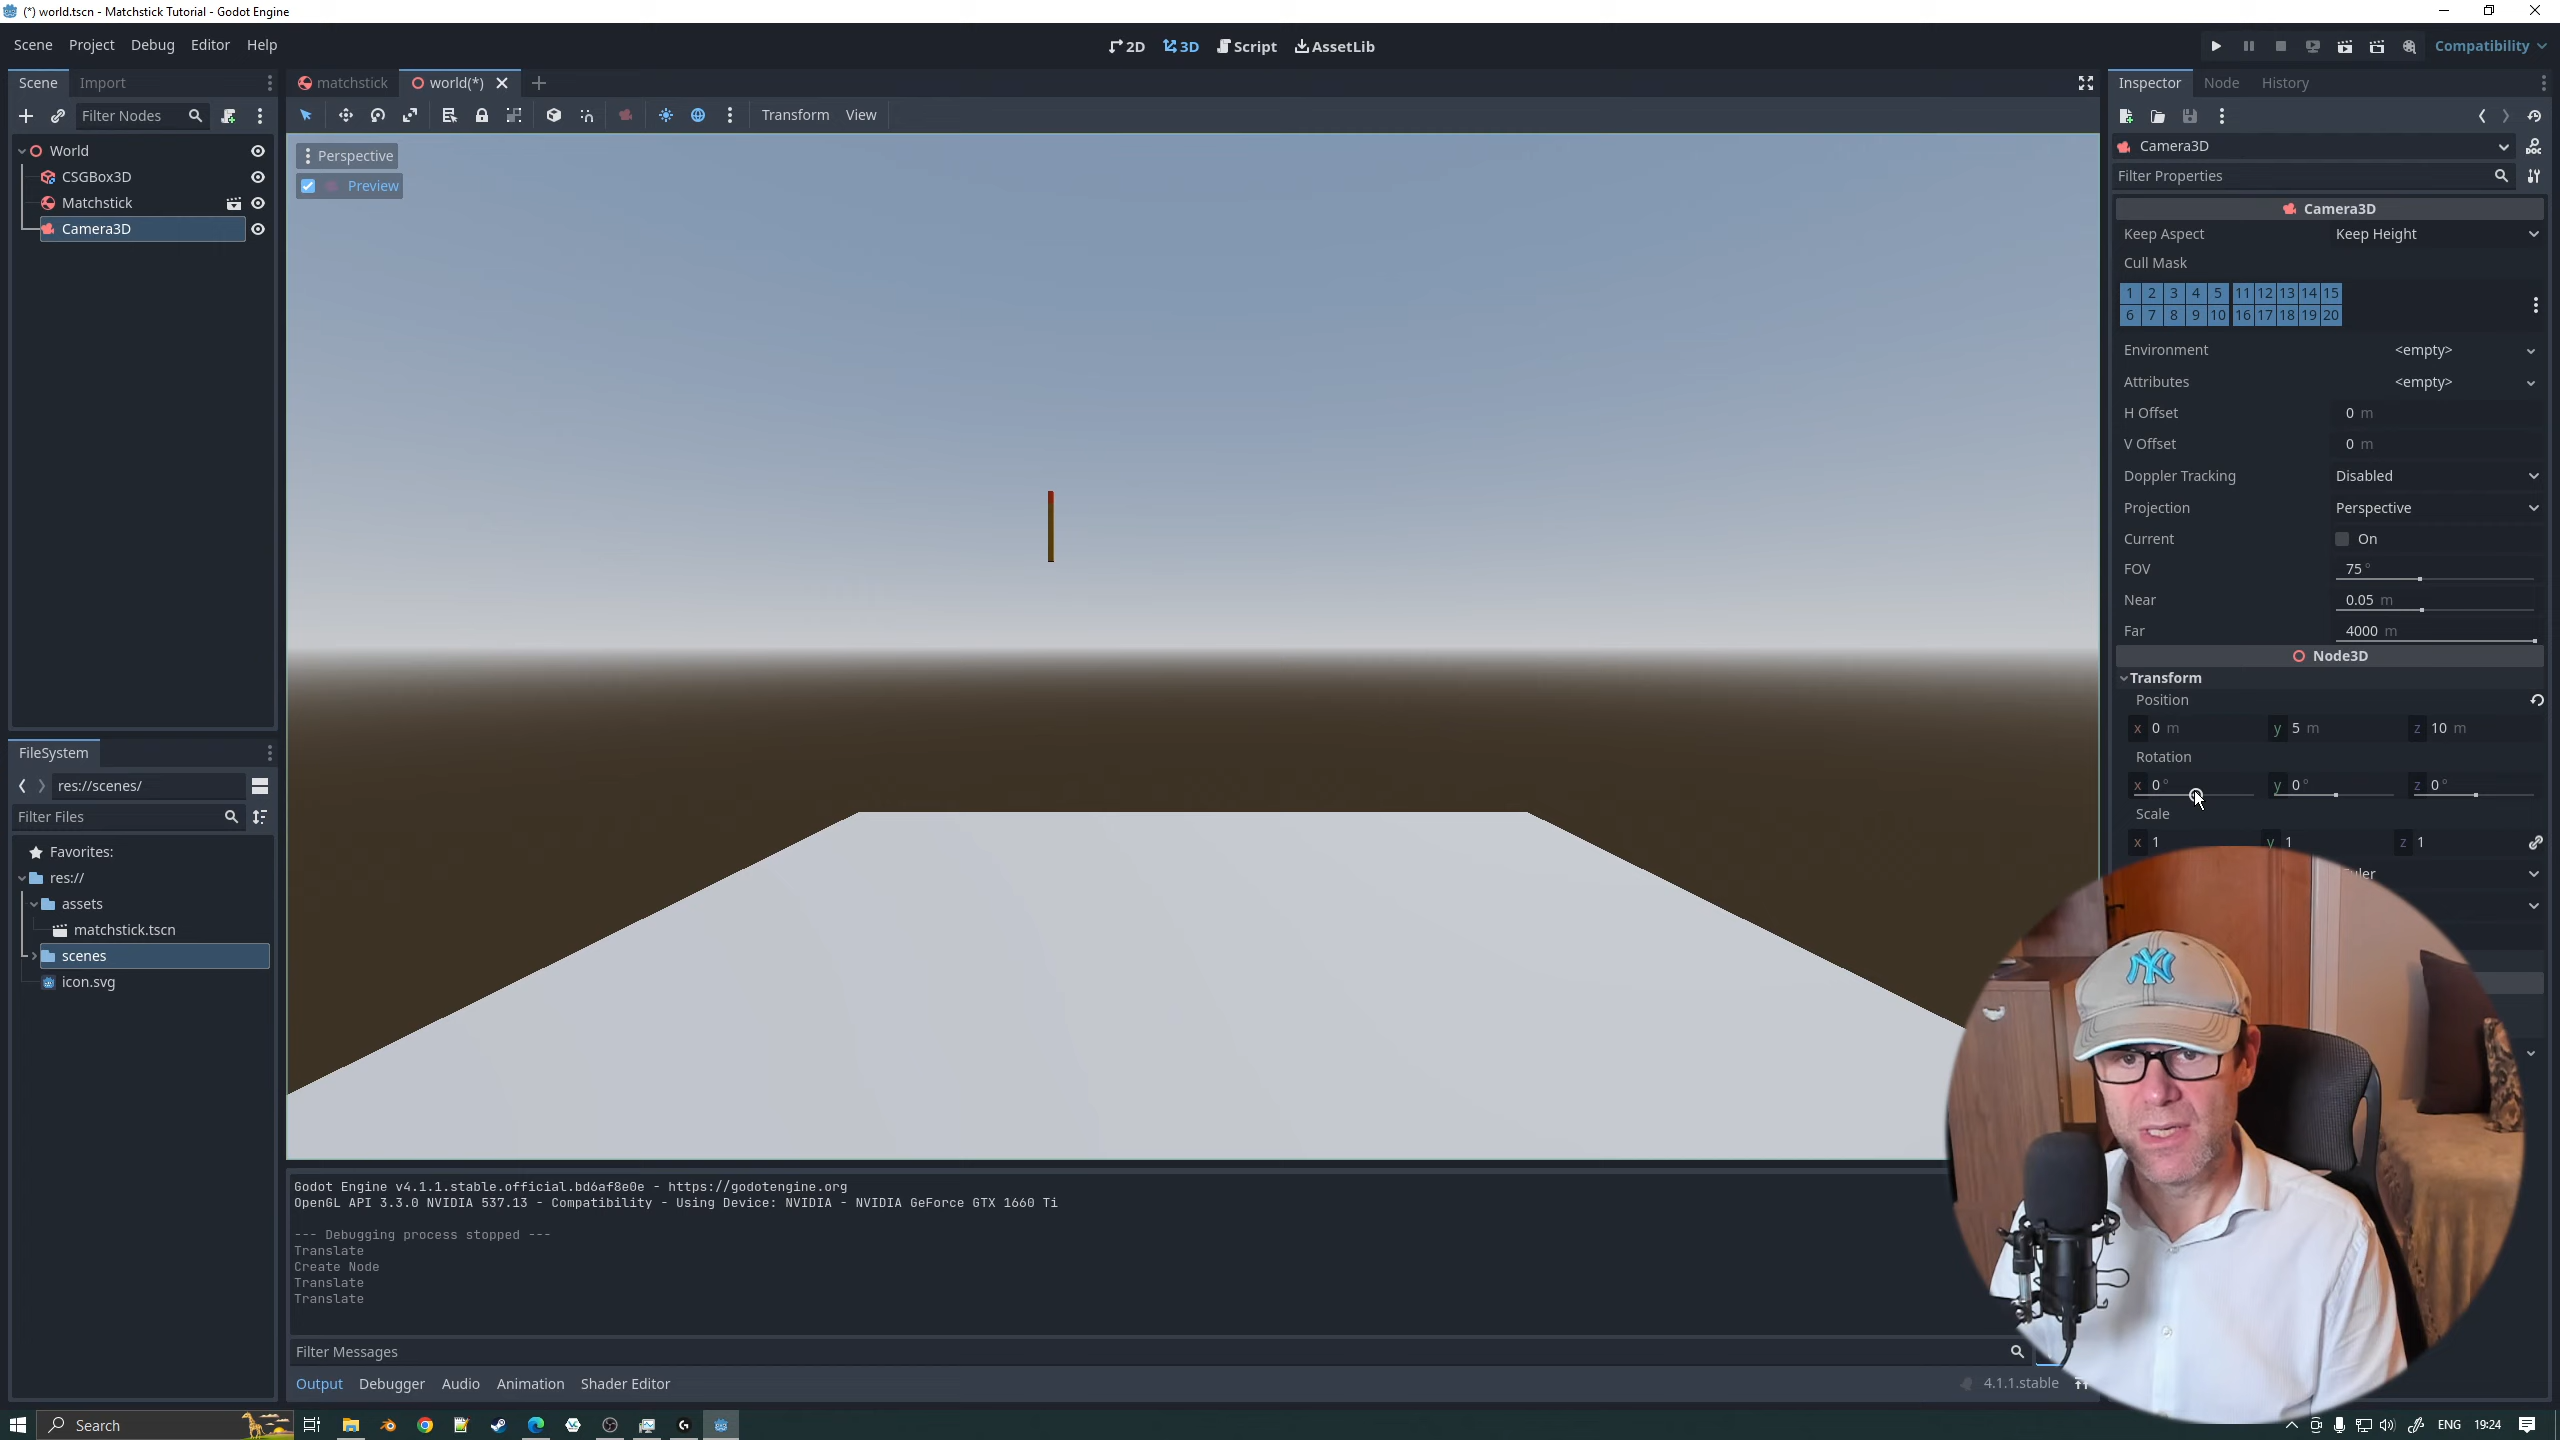 (*) world.tscn - Matchstick Tutorial - Godot Engine
Scene Project Debug Editor Help
2D 3D Script AssetLib
Compatibility
Scene Import
Filter Nodes
World
CSGBox3D
Matchstick
Camera3D
FileSystem
res://scenes/
Filter Files
Favorites:
res://
assets
matchstick.tscn
scenes
icon.svg
matchstick world(*)
Transform View
Perspective
Preview
Godot Engine v4.1.1.stable.official.bd6af8e0e - https://godotengine.org
OpenGL API 3.3.0 NVIDIA 537.13 - Compatibility - Using Device: NVIDIA - NVIDIA GeForce GTX 1660 Ti
--- Debugging process stopped ---
Translate
Create Node
Translate
Translate
Filter Messages
Output Debugger Audio Animation Shader Editor
4.1.1.stable
Inspector Node History
Camera3D
Filter Properties
Camera3D
Keep Aspect Keep Height
Cull Mask
1 2 3 4 5 11 12 13 14 15
6 7 8 9 10 16 17 18 19 20
Environment <empty>
Attributes <empty>
H Offset 0 m
V Offset 0 m
Doppler Tracking Disabled
Projection Perspective
Current On
FOV 75 °
Near 0.05 m
Far 4000 m
Node3D
Transform
Position
x 0 m y 5 m z 10 m
Rotation
x 0 ° y 0 ° z 0 °
Scale
x 1 y 1 z 1
NY
Search
ENG 19:24